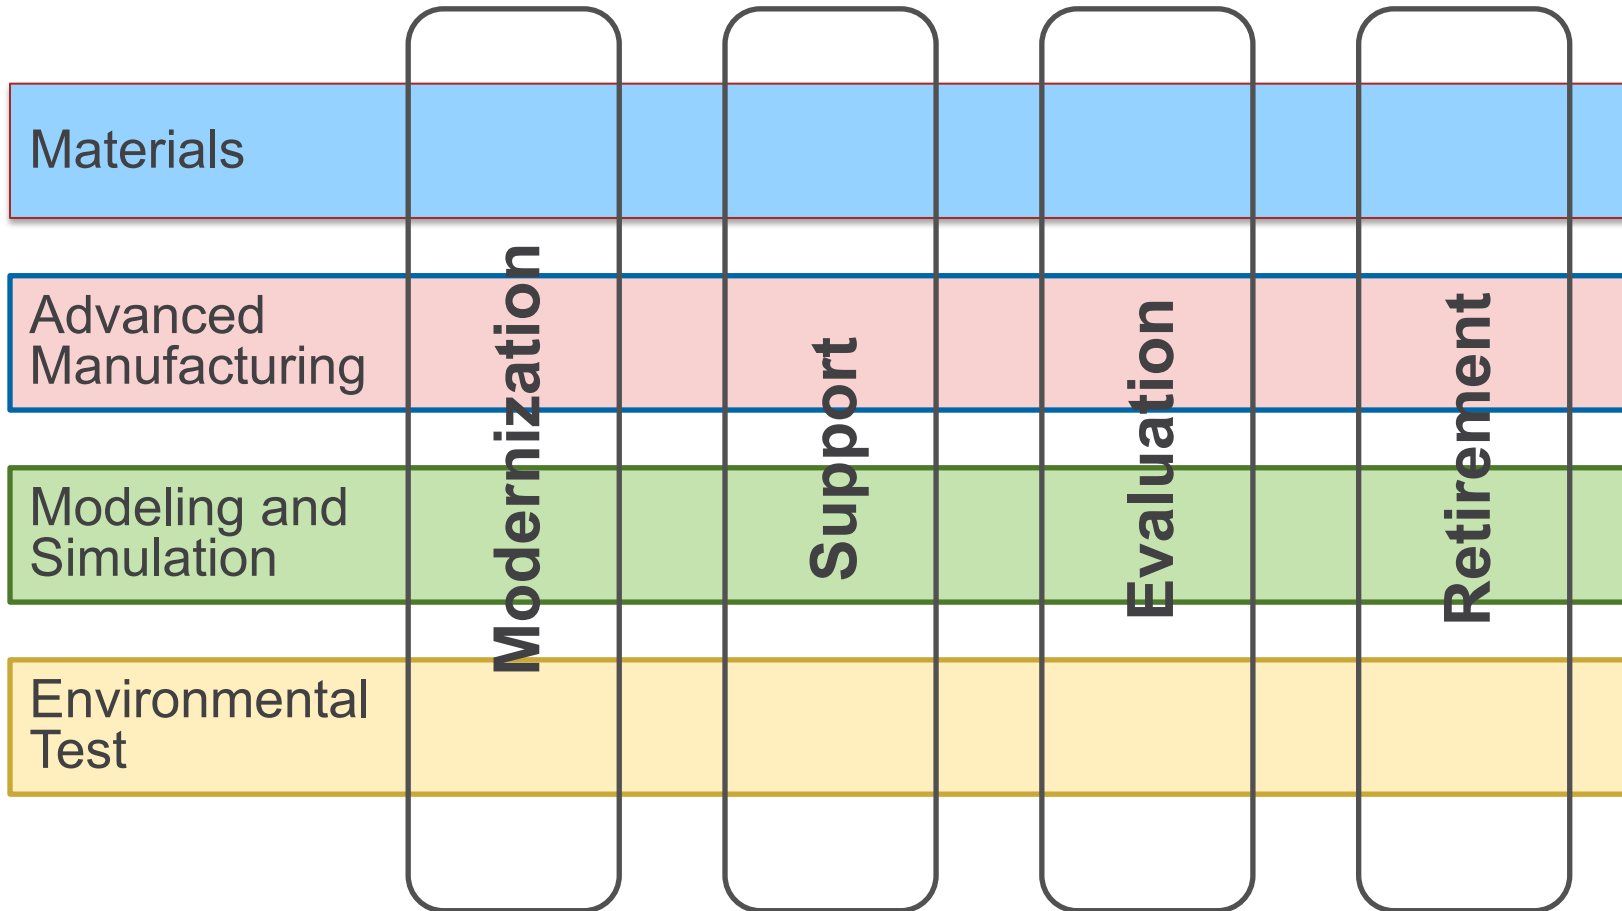 Materials
Advanced
Manufacturing
Modeling and
Simulation
Environmental
Test
Modernization
Support
Evaluation
Retirement